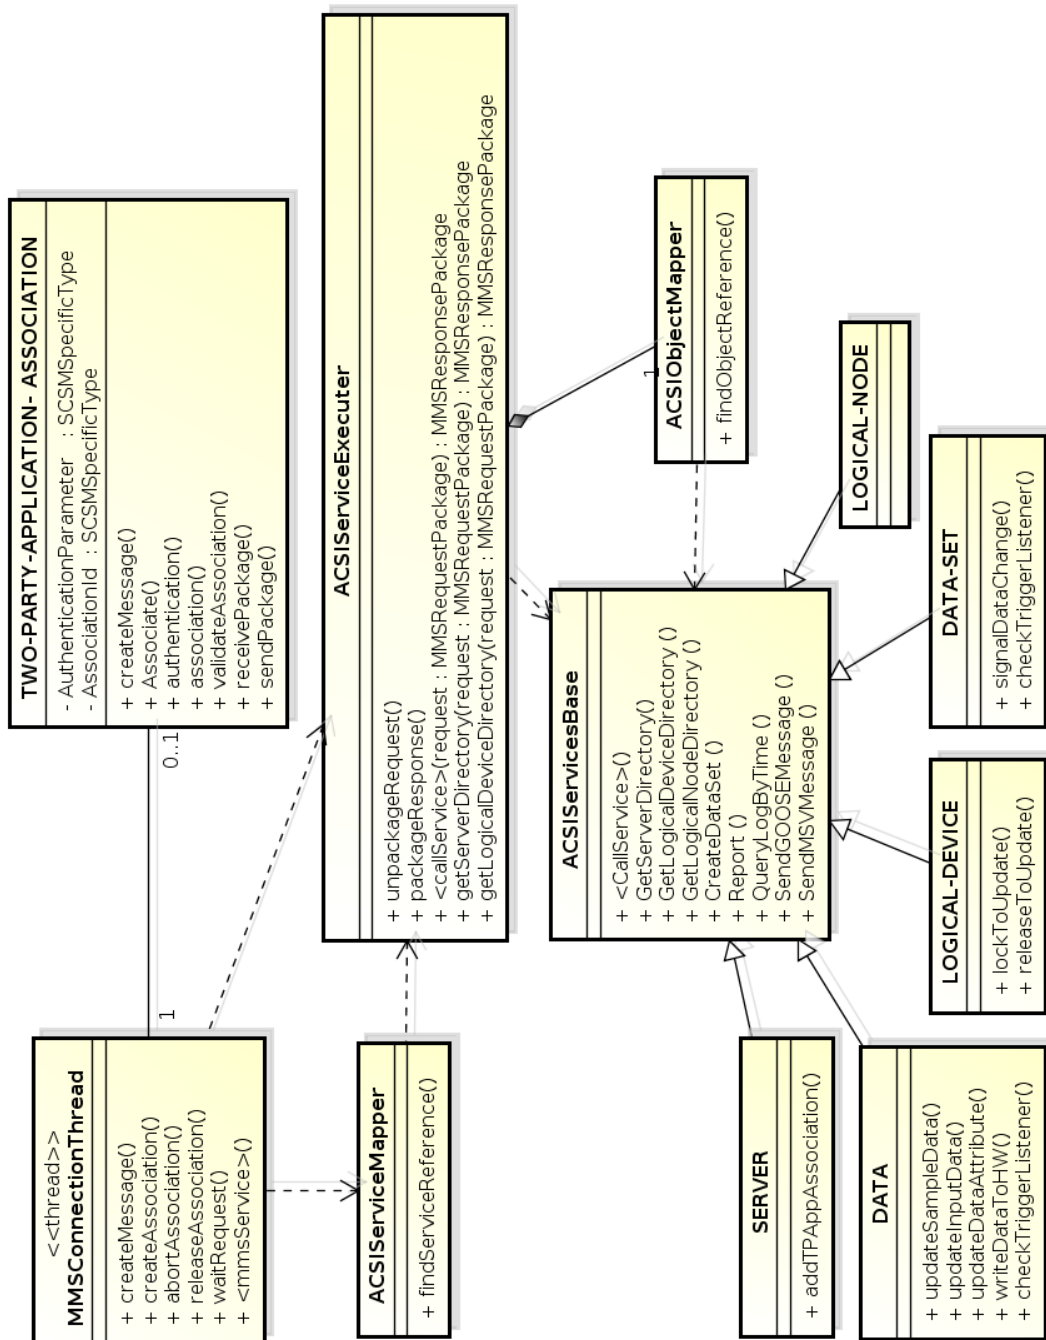 <<thread>>
MMSConnectionThread
+ createMessage()
+ createAssociation()
+ abortAssociation()
+ releaseAssociation()
+ waitRequest()
+ <mmsService>()
1
0..1
TWO-PARTY-APPLICATION- ASSOCIATION
- AuthenticationParameter : SCSMSpecificType
- AssociationId : SCSMSpecificType
+ createMessage()
+ Associate()
+ authentication()
+ association()
+ validateAssociation()
+ receivePackage()
+ sendPackage()
ACSIServiceMapper
+ findServiceReference()
ACSIServiceExecuter
+ unpackageRequest()
+ packageResponse()
+ <callService>(request : MMSRequestPackage) : MMSResponsePackage
+ getServerDirectory(request : MMSRequestPackage) : MMSResponsePackage
+ getLogicalDeviceDirectory(request : MMSRequestPackage) : MMSResponsePackage
1
ACSIServicesBase
+ <CallService>()
+ GetServerDirectory()
+ GetLogicalDeviceDirectory ()
+ GetLogicalNodeDirectory ()
+ CreateDataSet ()
+ Report ()
+ QueryLogByTime ()
+ SendGOOSEMessage ()
+ SendMSVMessage ()
ACSIObjectMapper
+ findObjectReference()
SERVER
+ addTPAppAssociation()
LOGICAL-NODE
DATA
+ updateSampleData()
+ updateInputData()
+ updateDataAttribute()
+ writeDataToHW()
+ checkTriggerListener()
LOGICAL-DEVICE
+ lockToUpdate()
+ releaseToUpdate()
DATA-SET
+ signalDataChange()
+ checkTriggerListener()